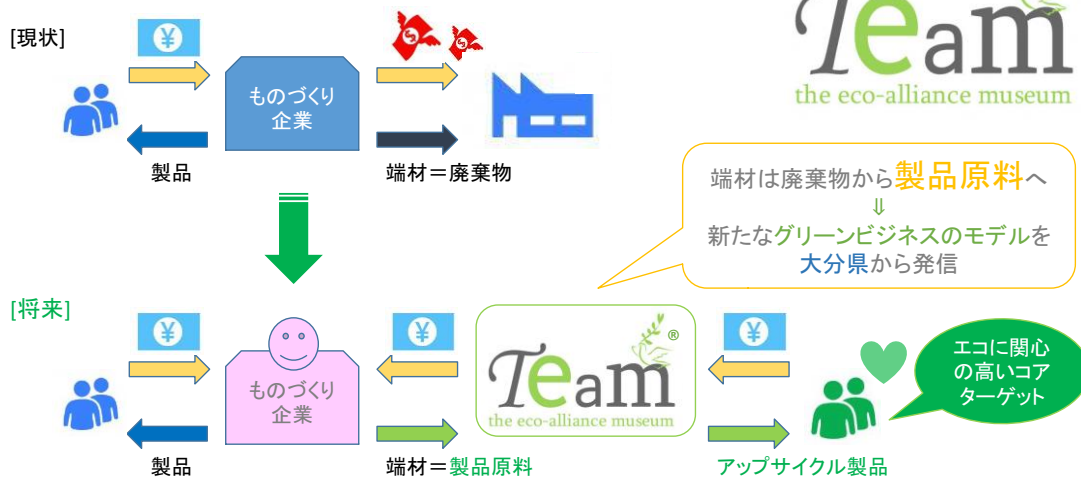 [現状]
¥
Team
the eco-alliance museum
ものづくり
企業
製品
端材＝廃棄物
端材は廃棄物から製品原料へ
⇓
新たなグリーンビジネスのモデルを
大分県から発信
[将来]
¥
¥
¥
ものづくり
企業
Team®
the eco-alliance museum
エコに関心
の高いコア
ターゲット
製品
端材＝製品原料
アップサイクル製品